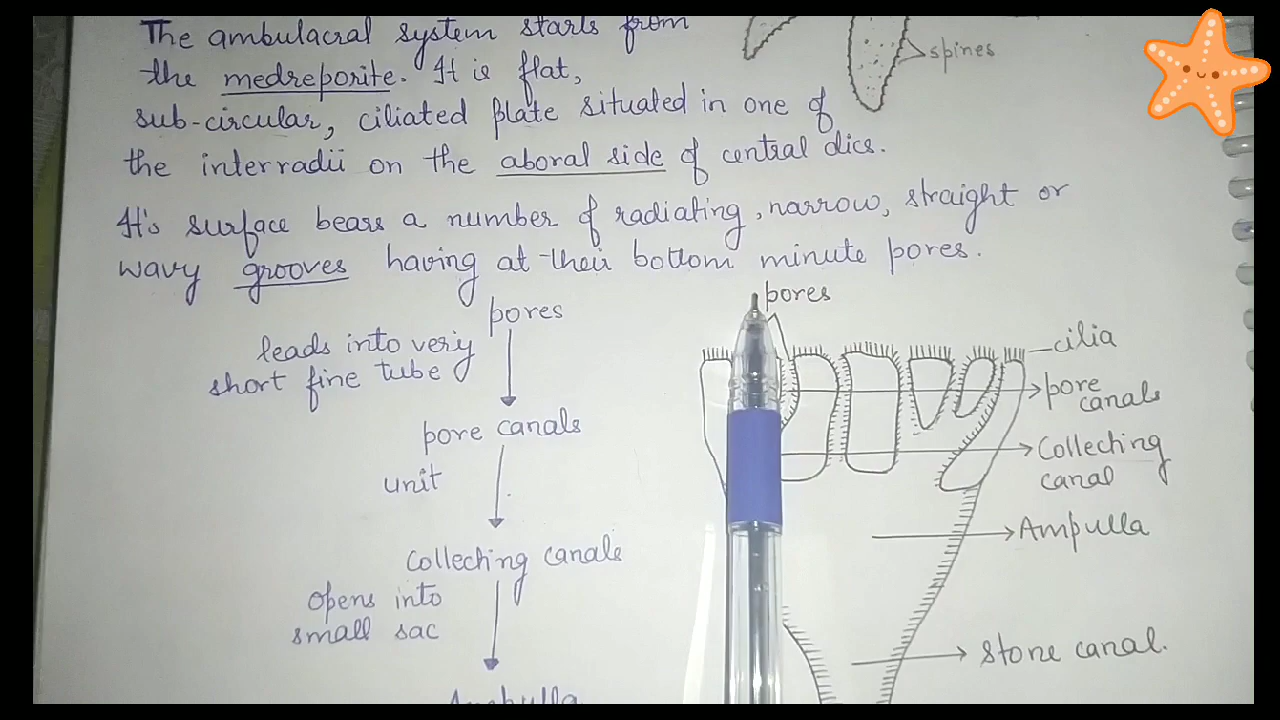 The ambulacral system starts from
the medreporite. It is flat,
sub-circular, ciliated plate situated in one of
the interradii on the aboral side of central dics.
It's surface bears a number of radiating, narrow, straight or
wavy grooves having at their bottom minute pores.
pores
leads into very
short fine tube
pore canals
unit
Collecting canals
opens into
small sac
Ampulla
spines
pores
cilia
pore
canals
Collecting
canal
Ampulla
stone canal.